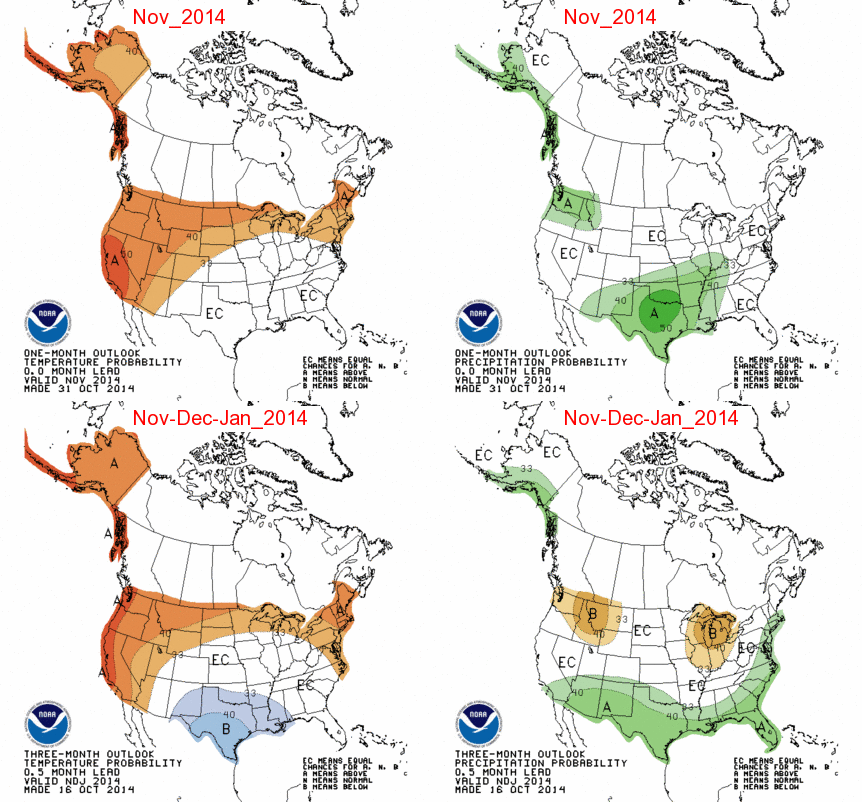 Nov_2014
40
A
A
A
A
40
50
A
33
EC
EC
NOAA
ONE-MONTH OUTLOOK
TEMPERATURE PROBABILITY
0.0 MONTH LEAD
VALID NOV 2014
MADE 31 OCT 2014
EC MEANS EQUAL
CHANCES FOR A, N, B
A MEANS ABOVE
N MEANS NORMAL
B MEANS BELOW
Nov_2014
EC
40
A
A
A
EC
EC
EC
33
33
40
40
A
50
EC
NOAA
ONE-MONTH OUTLOOK
PRECIPITATION PROBABILITY
0.0 MONTH LEAD
VALID NOV 2014
MADE 31 OCT 2014
EC MEANS EQUAL
CHANCES FOR A, N, B
A MEANS ABOVE
N MEANS NORMAL
B MEANS BELOW
Nov-Dec-Jan_2014
A
A
A
A
40
33
33
EC
A
EC
33
40
B
NOAA
THREE-MONTH OUTLOOK
TEMPERATURE PROBABILITY
0.5 MONTH LEAD
VALID NDJ 2014
MADE 16 OCT 2014
EC MEANS EQUAL
CHANCES FOR A, N, B
A MEANS ABOVE
N MEANS NORMAL
B MEANS BELOW
Nov-Dec-Jan_2014
EC
EC
33
A
B
33
40
EC
B
40
EC
EC
33
EC
40
33
A
40
A
NOAA
THREE-MONTH OUTLOOK
PRECIPITATION PROBABILITY
0.5 MONTH LEAD
VALID NDJ 2014
MADE 16 OCT 2014
EC MEANS EQUAL
CHANCES FOR A, N, B
A MEANS ABOVE
N MEANS NORMAL
B MEANS BELOW